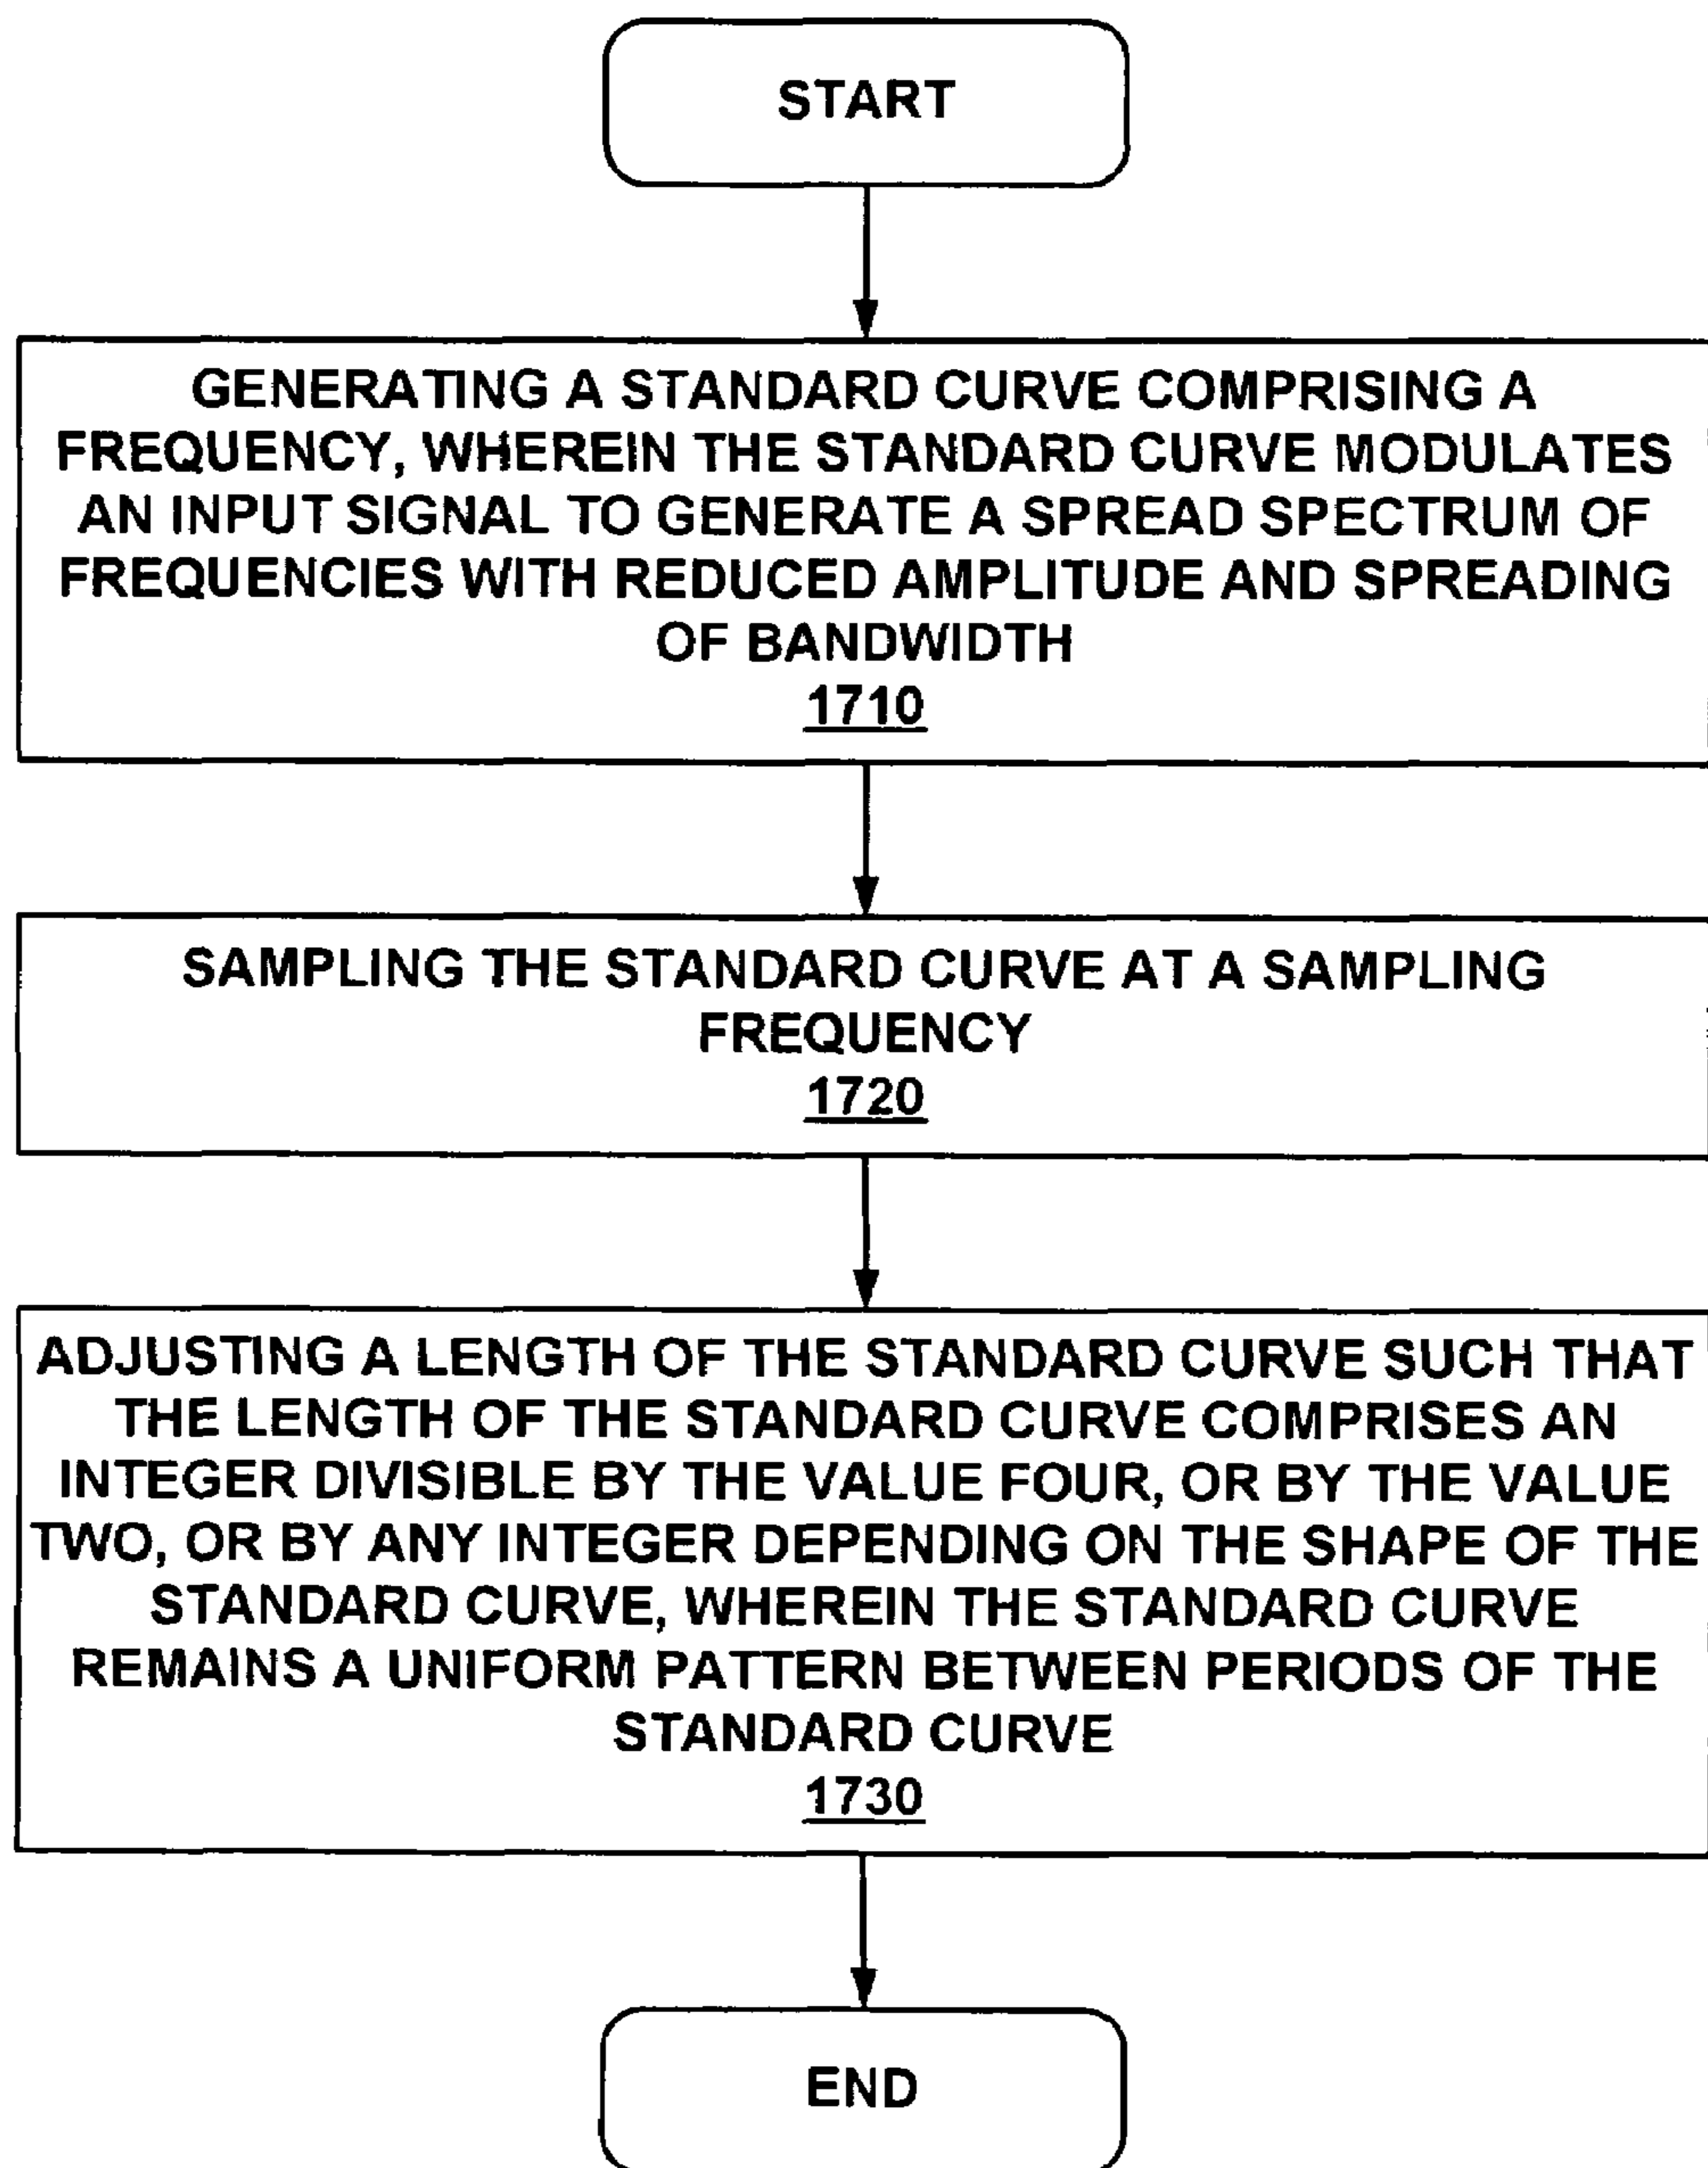 START
GENERATING A STANDARD CURVE COMPRISING A
FREQUENCY, WHEREIN THE STANDARD CURVE MODULATES
AN INPUT SIGNAL TO GENERATE A SPREAD SPECTRUM OF
FREQUENCIES WITH REDUCED AMPLITUDE AND SPREADING
OF BANDWIDTH
1710
SAMPLING THE STANDARD CURVE AT A SAMPLING
FREQUENCY
1720
ADJUSTING A LENGTH OF THE STANDARD CURVE SUCH THAT
THE LENGTH OF THE STANDARD CURVE COMPRISES AN
INTEGER DIVISIBLE BY THE VALUE FOUR, OR BY THE VALUE
TWO, OR BY ANY INTEGER DEPENDING ON THE SHAPE OF THE
STANDARD CURVE, WHEREIN THE STANDARD CURVE
REMAINS A UNIFORM PATTERN BETWEEN PERIODS OF THE
STANDARD CURVE
1730
END